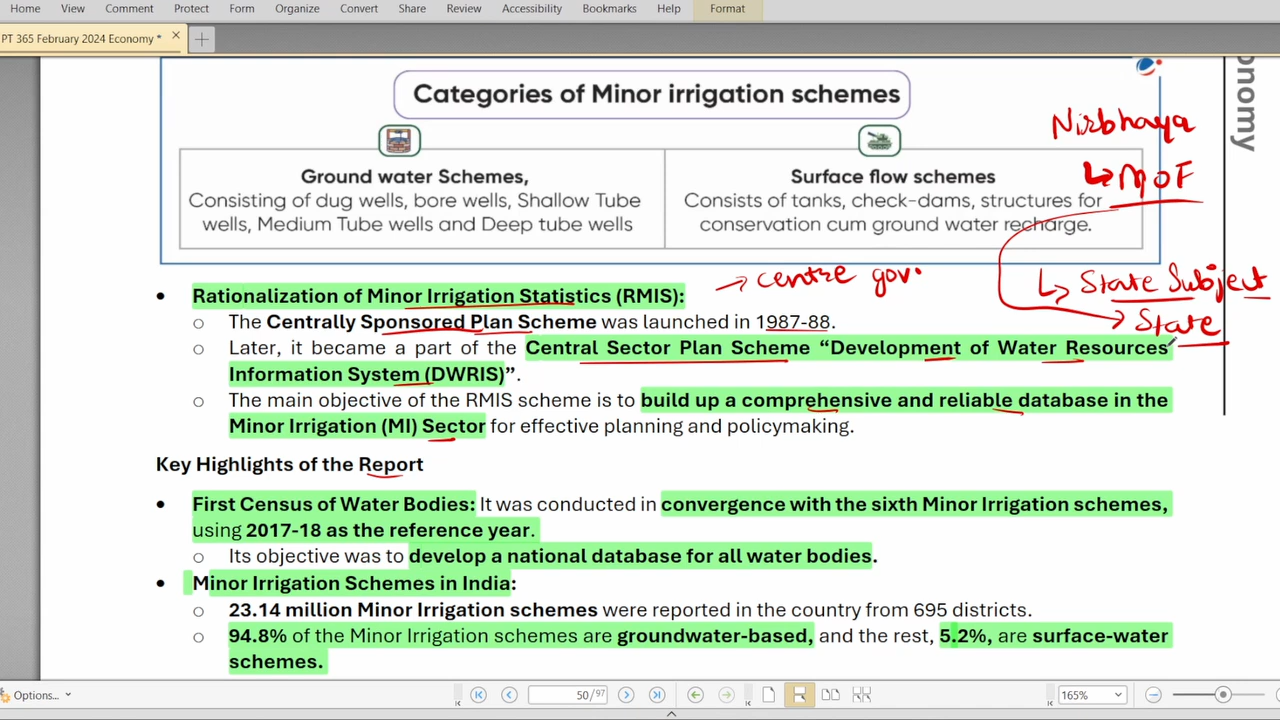 Home View Comment Protect Form Organize Convert Share Review Accessibility Bookmarks Help Format
PT 365 February 2024 Economy *
Categories of Minor irrigation schemes
Ground water Schemes,
Consisting of dug wells, bore wells, Shallow Tube
wells, Medium Tube wells and Deep tube wells
Surface flow schemes
Consists of tanks, check-dams, structures for
conservation cum ground water recharge.
onomy
Nirbhaya
↳ MoF
→ centre gov.
↳ State Subject
→ State
• Rationalization of Minor Irrigation Statistics (RMIS):
o The Centrally Sponsored Plan Scheme was launched in 1987-88.
o Later, it became a part of the Central Sector Plan Scheme “Development of Water Resources
Information System (DWRIS)”.
o The main objective of the RMIS scheme is to build up a comprehensive and reliable database in the
Minor Irrigation (MI) Sector for effective planning and policymaking.
Key Highlights of the Report
• First Census of Water Bodies: It was conducted in convergence with the sixth Minor Irrigation schemes,
using 2017-18 as the reference year.
o Its objective was to develop a national database for all water bodies.
• Minor Irrigation Schemes in India:
o 23.14 million Minor Irrigation schemes were reported in the country from 695 districts.
o 94.8% of the Minor Irrigation schemes are groundwater-based, and the rest, 5.2%, are surface-water
schemes.
Options... 50/97 165%